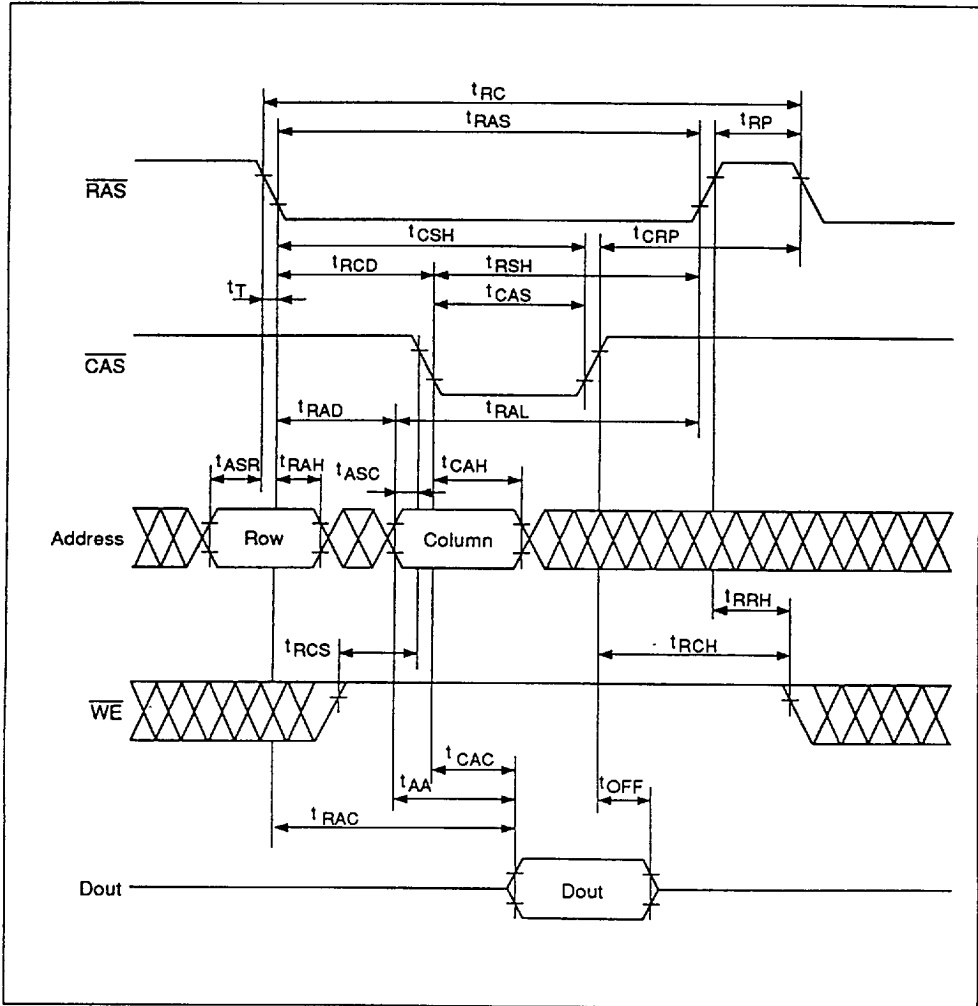 tRC
tRAS
tRP
RAS
tCSH
tCRP
tRCD
tRSH
tT
tCAS
CAS
tRAD
tRAL
tASR
tRAH
tASC
tCAH
Address
Row
Column
tRRH
tRCS
tRCH
WE
tCAC
tAA
tOFF
tRAC
Dout
Dout